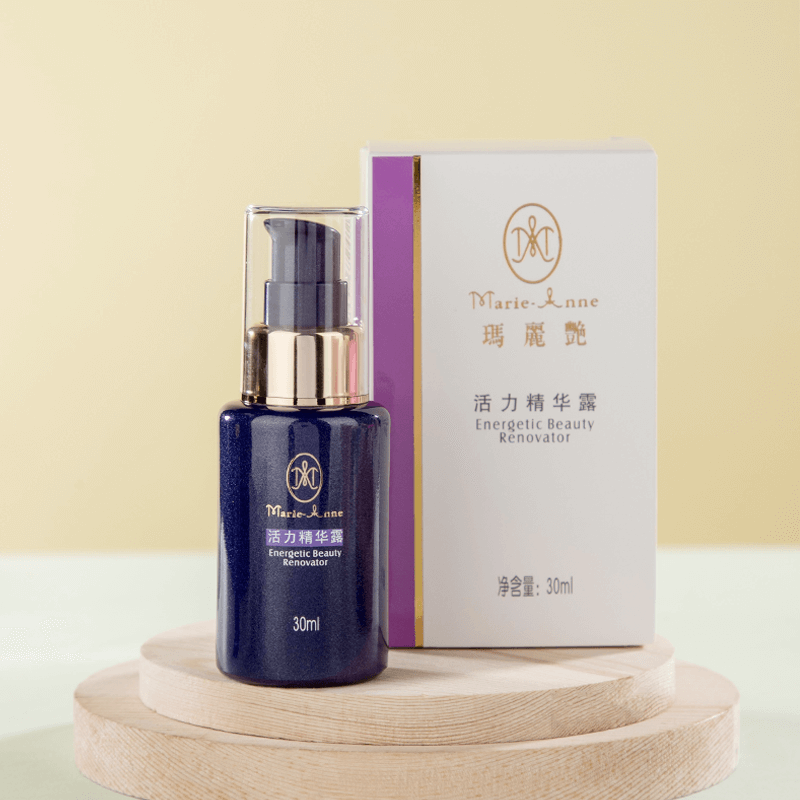 Marie-Anne
活力精华露
Energetic Beauty
Renovator
30ml
Marie-Anne
瑪麗艷
活力精华露
Energetic Beauty
Renovator
净含量：30ml